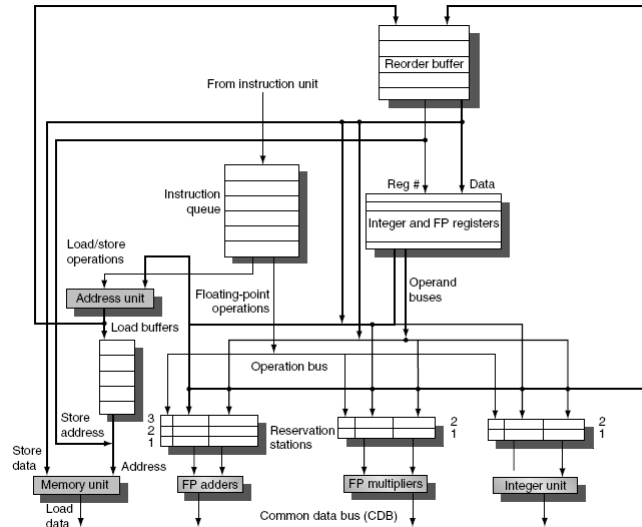 Reorder buffer
From instruction unit
Reg #
Data
Instruction
queue
Integer and FP registers
Load/store
operations
Operand
buses
Address unit
Floating-point
operations
Load buffers
Operation bus
3
2
1
Reservation
stations
2
1
2
1
Store
address
Store
data
Address
Memory unit
FP adders
FP multipliers
Integer unit
Load
data
Common data bus (CDB)